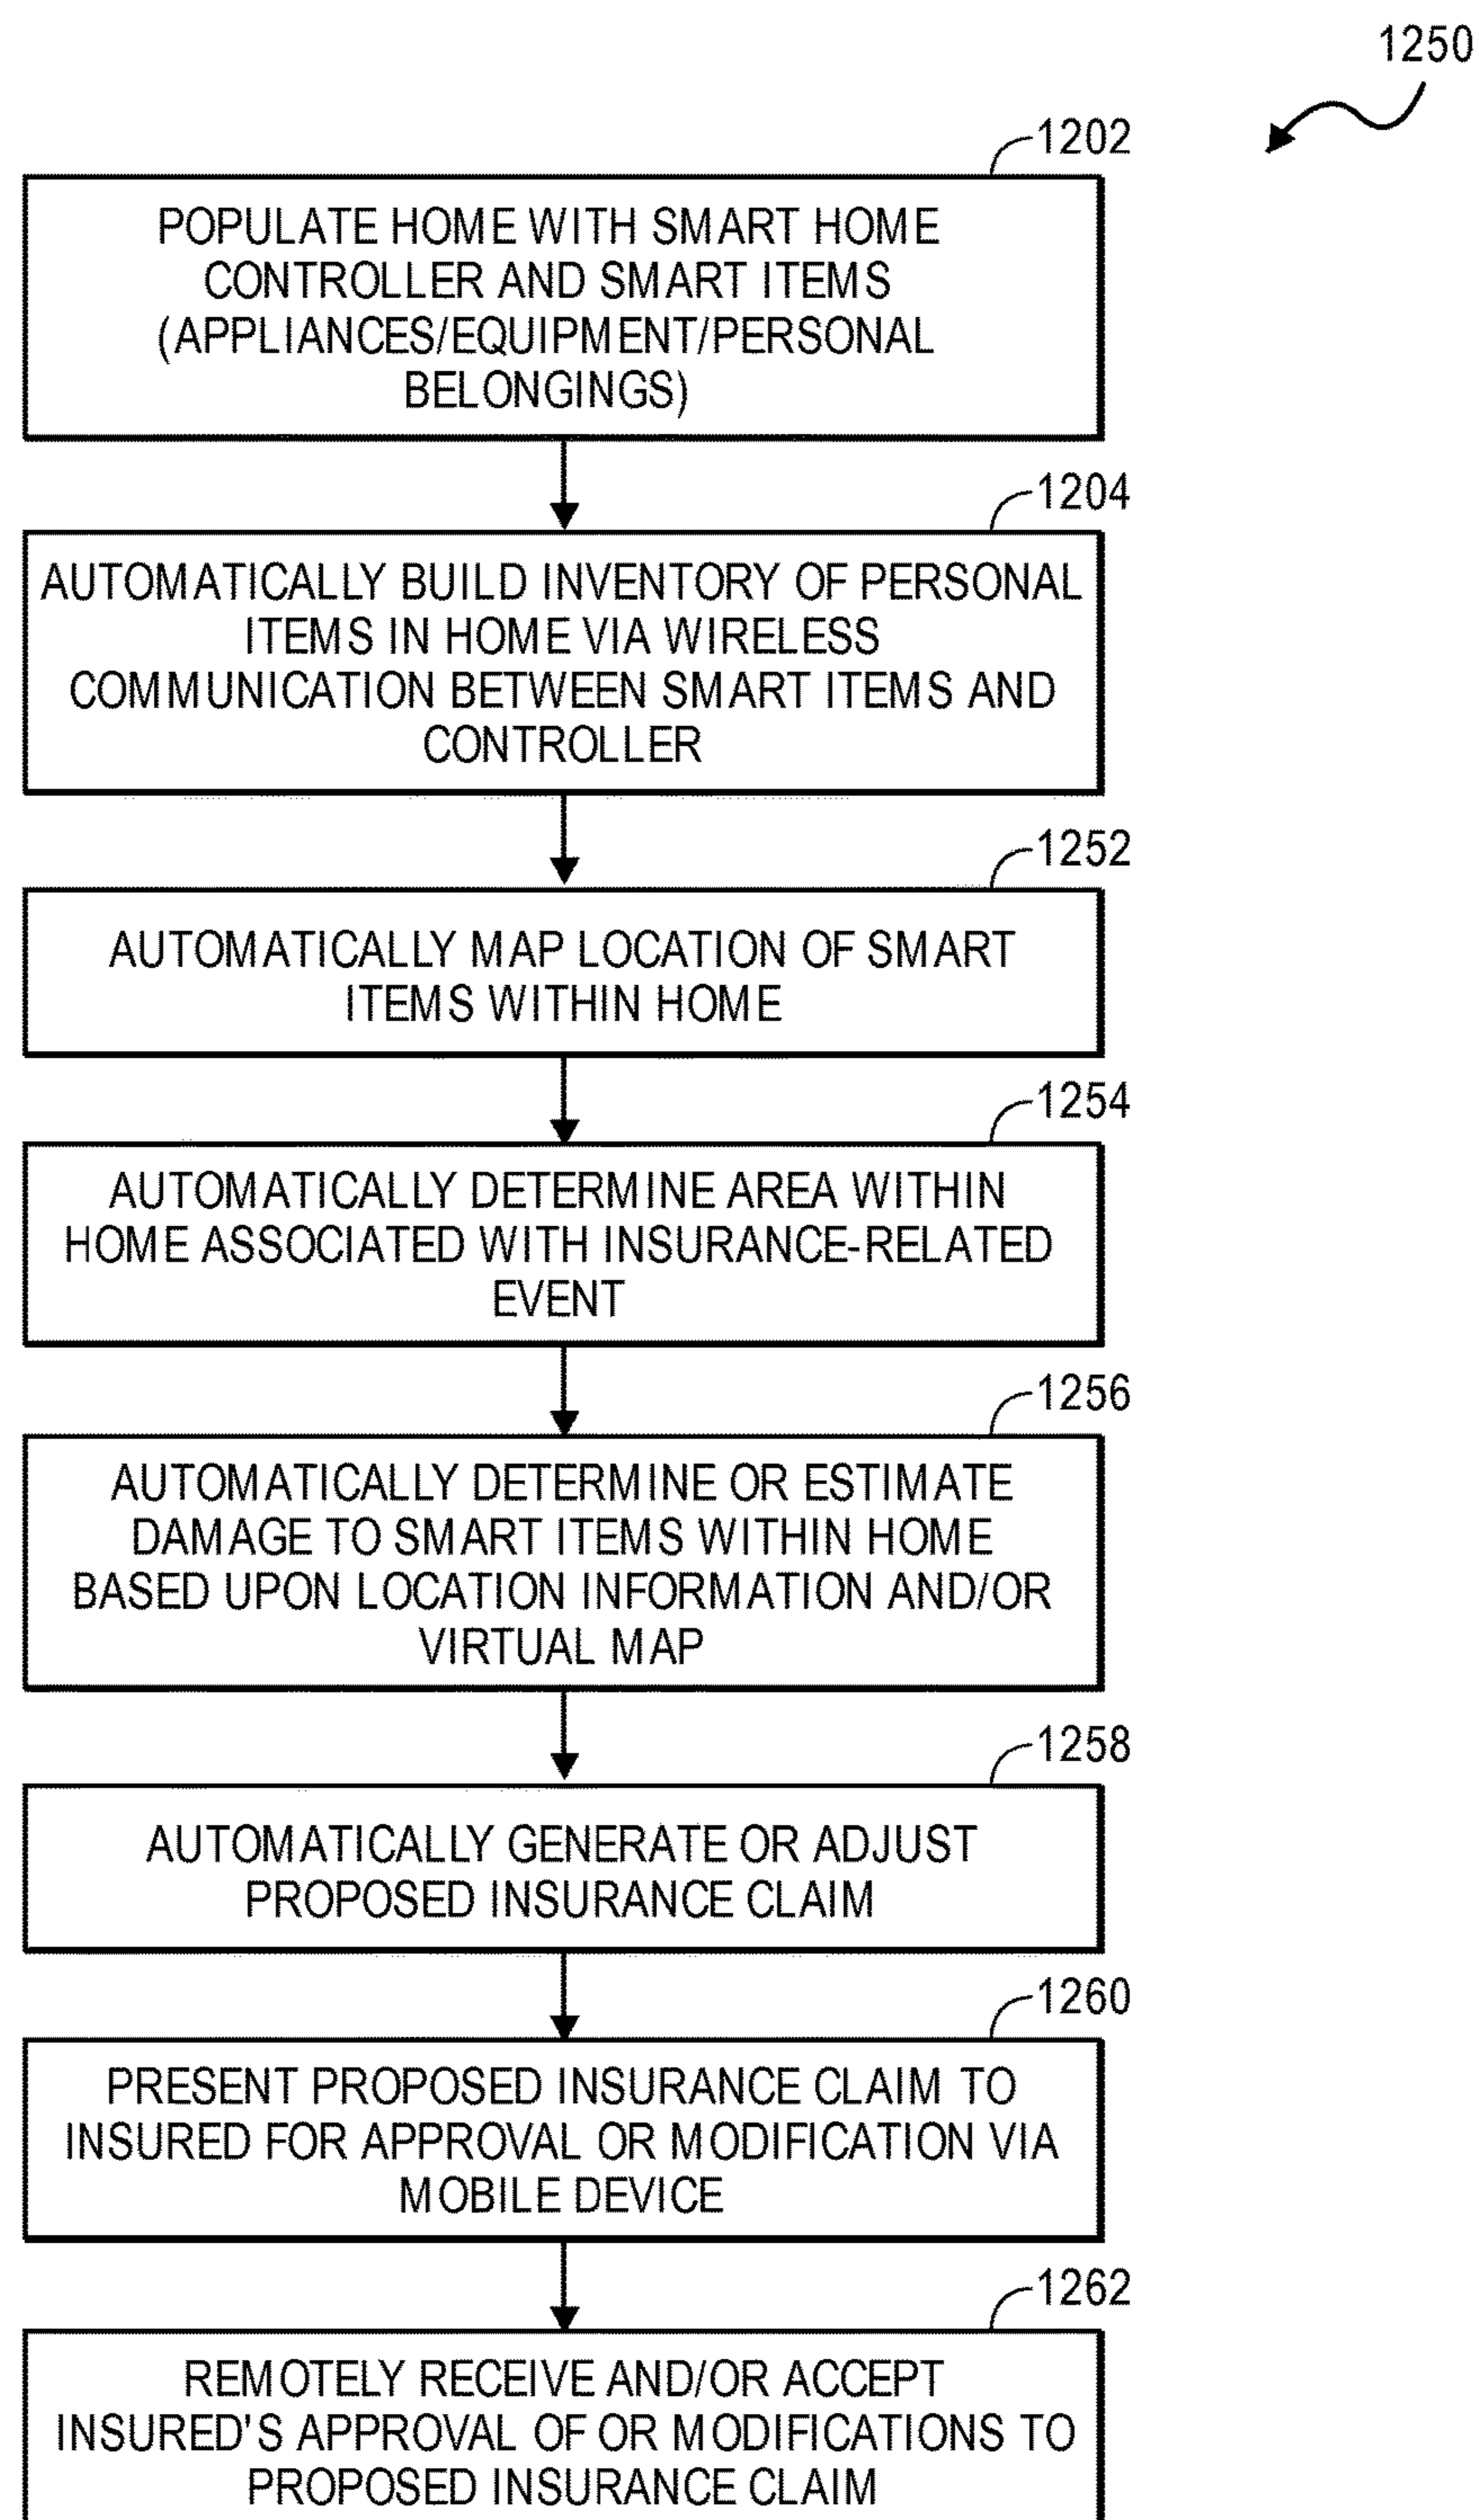 1250
1202
POPULATE HOME WITH SMART HOME
CONTROLLER AND SMART ITEMS
(APPLIANCES/EQUIPMENT/PERSONAL
BELONGINGS)
1204
AUTOMATICALLY BUILD INVENTORY OF PERSONAL
ITEMS IN HOME VIA WIRELESS
COMMUNICATION BETWEEN SMART ITEMS AND
CONTROLLER
1252
AUTOMATICALLY MAP LOCATION OF SMART
ITEMS WITHIN HOME
1254
AUTOMATICALLY DETERMINE AREA WITHIN
HOME ASSOCIATED WITH INSURANCE-RELATED
EVENT
1256
AUTOMATICALLY DETERMINE OR ESTIMATE
DAMAGE TO SMART ITEMS WITHIN HOME
BASED UPON LOCATION INFORMATION AND/OR
VIRTUAL MAP
1258
AUTOMATICALLY GENERATE OR ADJUST
PROPOSED INSURANCE CLAIM
1260
PRESENT PROPOSED INSURANCE CLAIM TO
INSURED FOR APPROVAL OR MODIFICATION VIA
MOBILE DEVICE
1262
REMOTELY RECEIVE AND/OR ACCEPT
INSURED'S APPROVAL OF OR MODIFICATIONS TO
PROPOSED INSURANCE CLAIM